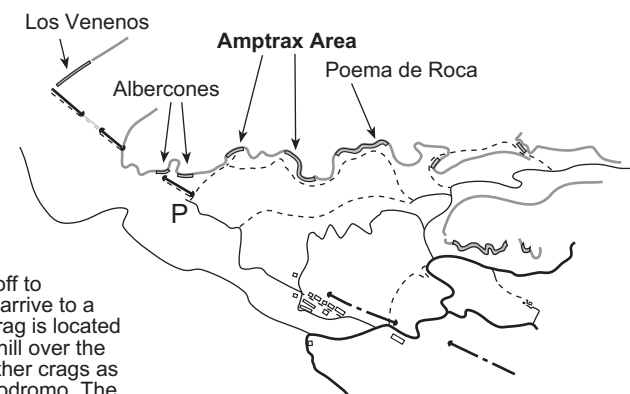 Los Venenos
Amptrax Area
Poema de Roca
Albercones
P
off to
arrive to a
rag is located
hill over the
ther crags as
odromo. The